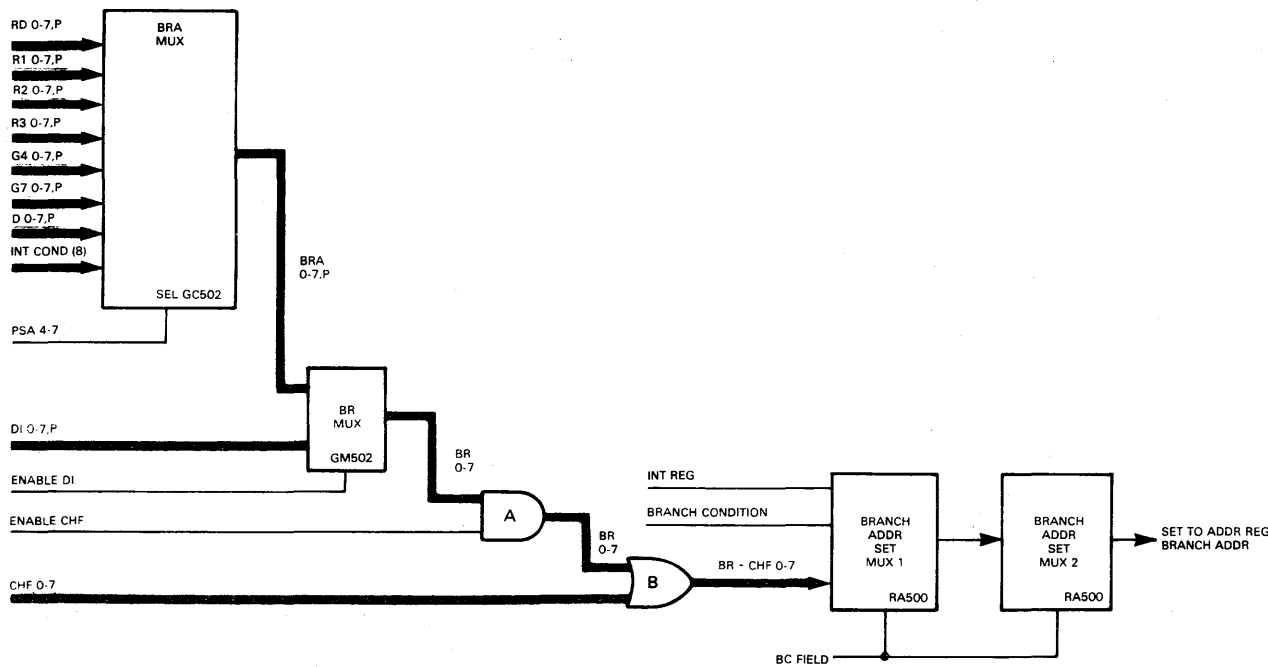 RD 0-7,P
R1 0-7,P
R2 0-7,P
R3 0-7,P
G4 0-7,P
G7 0-7,P
D 0-7,P
INT COND (8)
BRA
MUX
SEL GC502
PSA 4-7
BRA
0-7,P
DI 0-7,P
BR
MUX
GM502
ENABLE DI
BR
0-7
ENABLE CHF
A
BR
0-7
CHF 0-7
B
BR - CHF 0-7
INT REG
BRANCH CONDITION
BRANCH
ADDR
SET
MUX 1
RA500
BRANCH
ADDR
SET
MUX 2
RA500
SET TO ADDR REG
BRANCH ADDR
BC FIELD